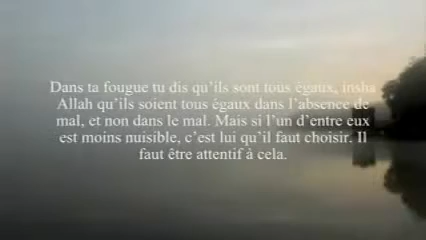 Dans ta fougue tu dis qu’ils sont tous égaux, insha
Allah qu’ils soient tous égaux dans l’absence de
mal, et non dans le mal. Mais si l’un d’entre eux
est moins nuisible, c’est lui qu’il faut choisir. Il
faut être attentif à cela.